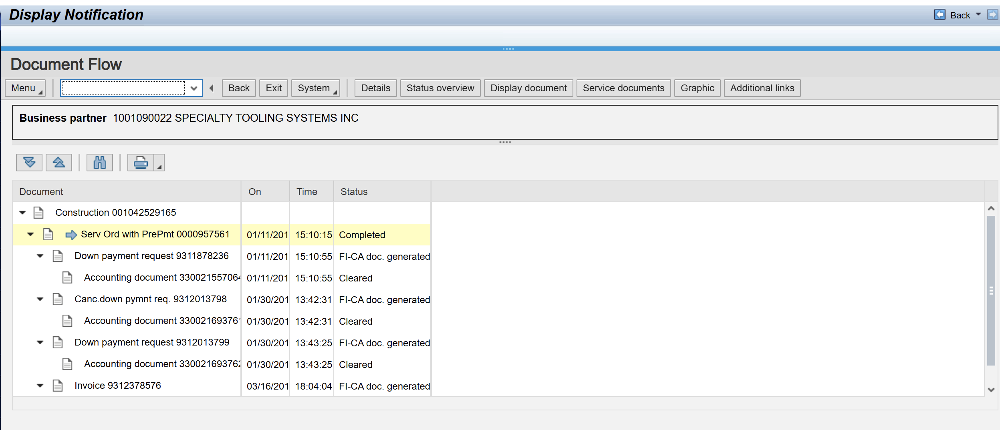 Display Notification
Back
Document Flow
Menu Back Exit System Details Status overview Display document Service documents Graphic Additional links
Business partner 1001090022 SPECIALTY TOOLING SYSTEMS INC
Document On Time Status
Construction 001042529165
Serv Ord with PrePmt 0000957561 01/11/201 15:10:15 Completed
Down payment request 9311878236 01/11/201 15:10:55 FI-CA doc. generated
Accounting document 330021557064 01/11/201 15:10:55 Cleared
Canc.down pymnt req. 9312013798 01/30/201 13:42:31 FI-CA doc. generated
Accounting document 330021693761 01/30/201 13:42:31 Cleared
Down payment request 9312013799 01/30/201 13:43:25 FI-CA doc. generated
Accounting document 330021693762 01/30/201 13:43:25 Cleared
Invoice 9312378576 03/16/201 18:04:04 FI-CA doc. generated